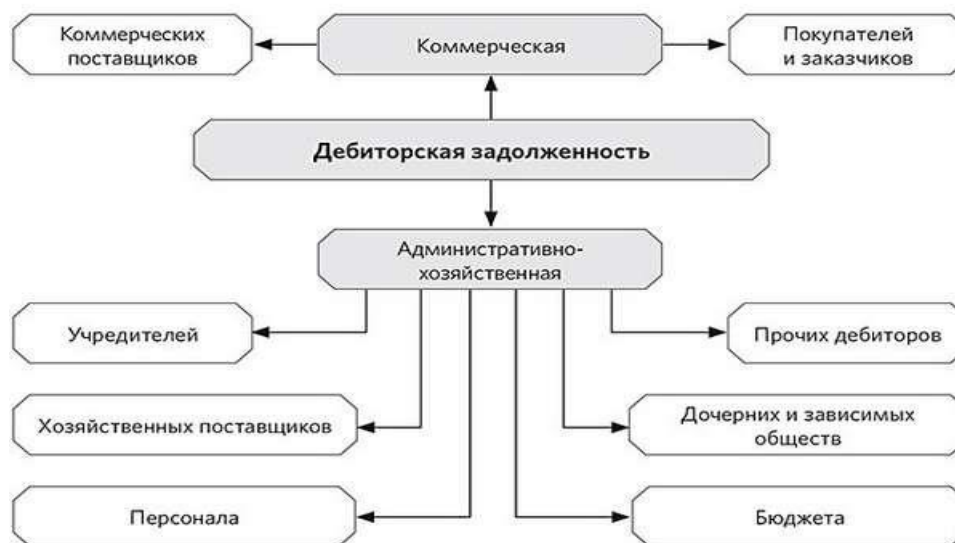 Коммерческих
поставщиков
Коммерческая
Покупателей
и заказчиков
Дебиторская задолженность
Административно-
хозяйственная
Учредителей
Прочих дебиторов
Хозяйственных поставщиков
Дочерних и зависимых
обществ
Персонала
Бюджета